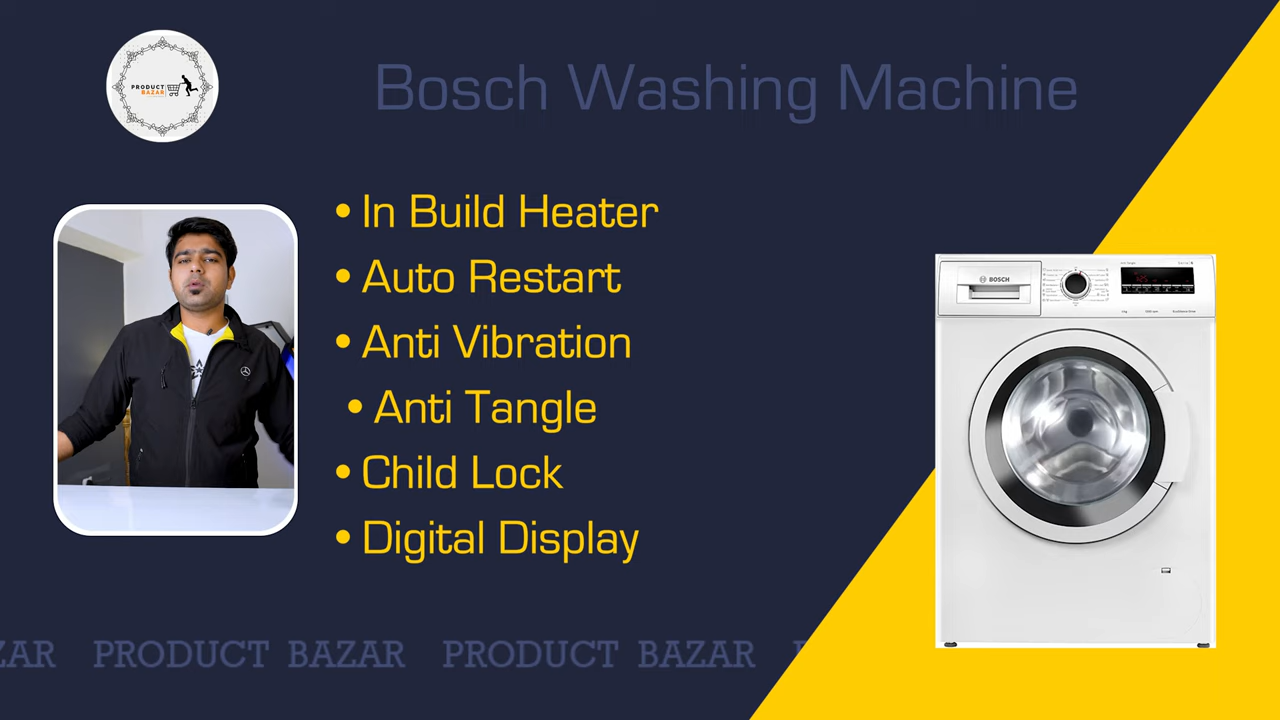 PRODUCT
BAZAR
Bosch Washing Machine
• In Build Heater
• Auto Restart
• Anti Vibration
• Anti Tangle
• Child Lock
• Digital Display
BOSCH
ZAR PRODUCT BAZAR PRODUCT BAZAR